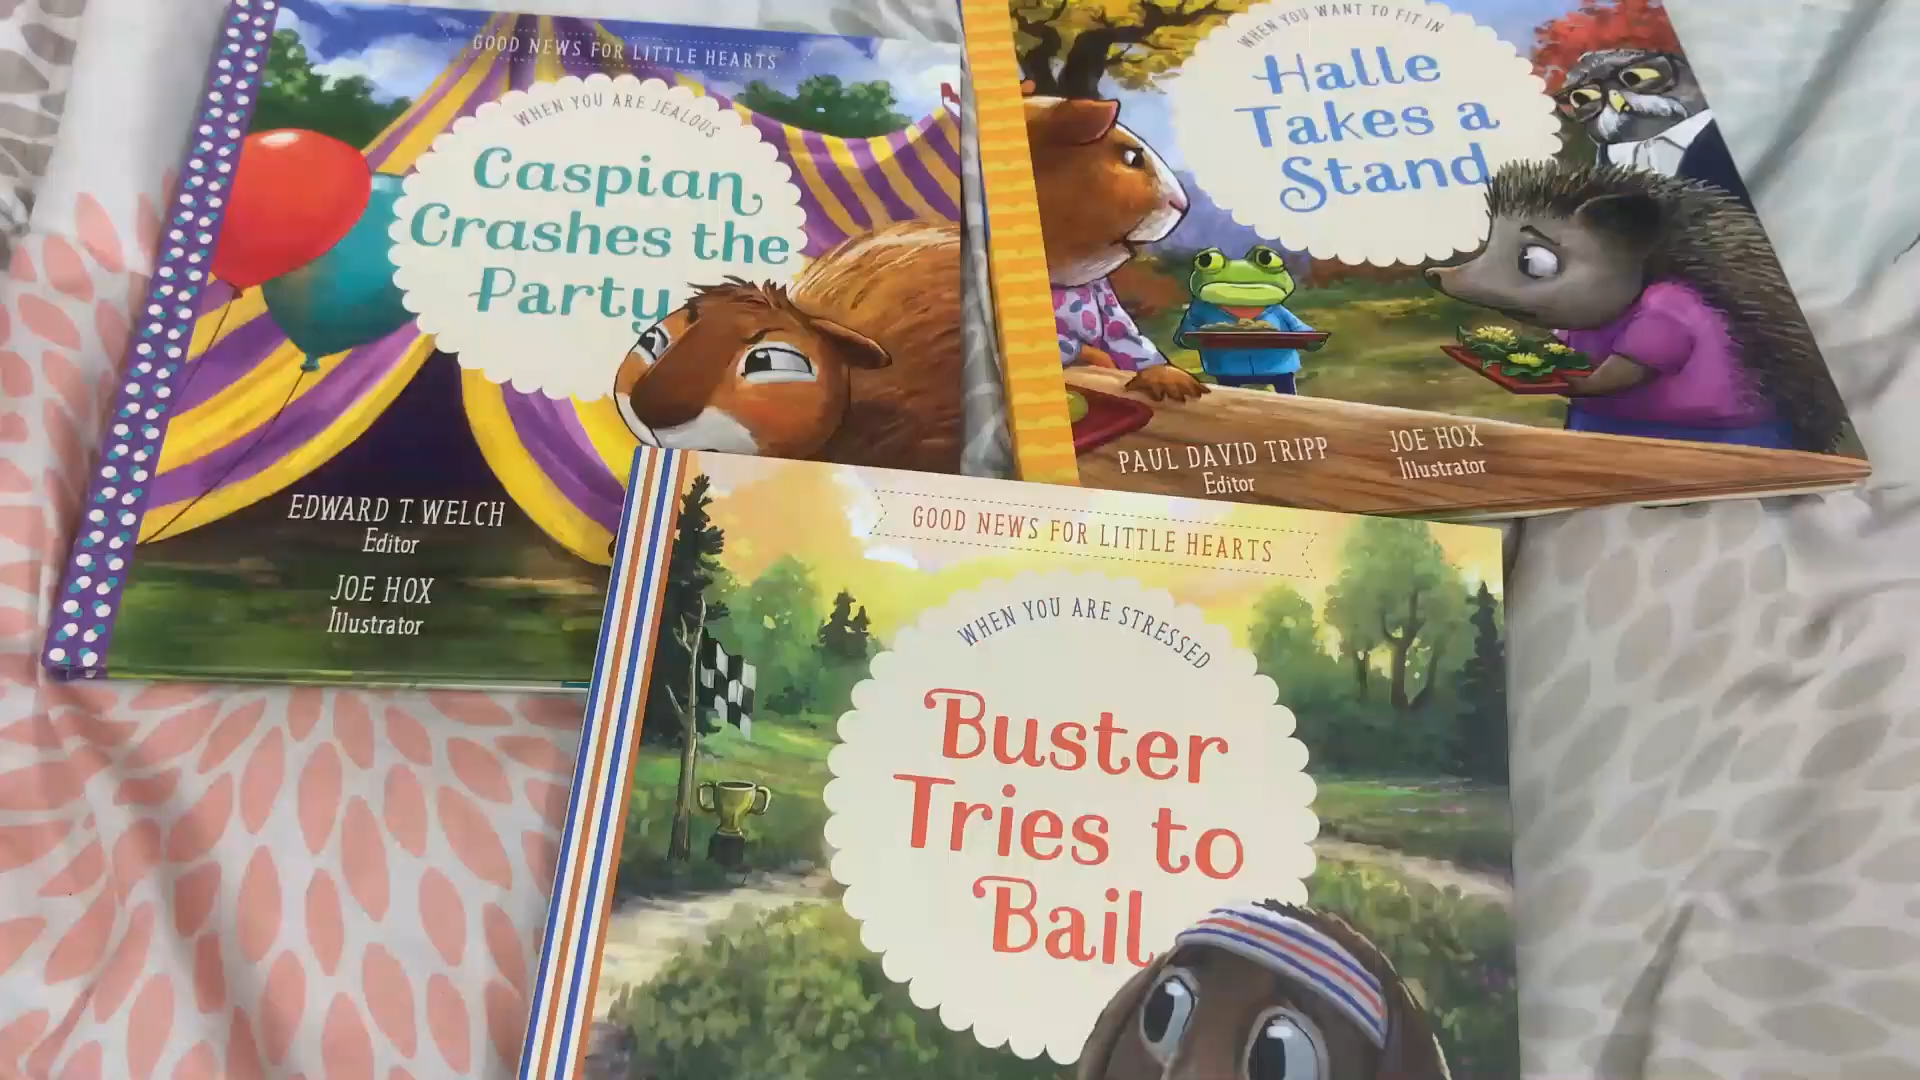 GOOD NEWS FOR LITTLE HEARTS
WHEN YOU ARE JEALOUS
Caspian
Crashes the
Party
EDWARD T. WELCH
Editor
JOE HOX
Illustrator
WHEN YOU WANT TO FIT IN
Halle
Takes a
Stand
PAUL DAVID TRIPP
Editor
JOE HOX
Illustrator
GOOD NEWS FOR LITTLE HEARTS
WHEN YOU ARE STRESSED
Buster
Tries to
Bail